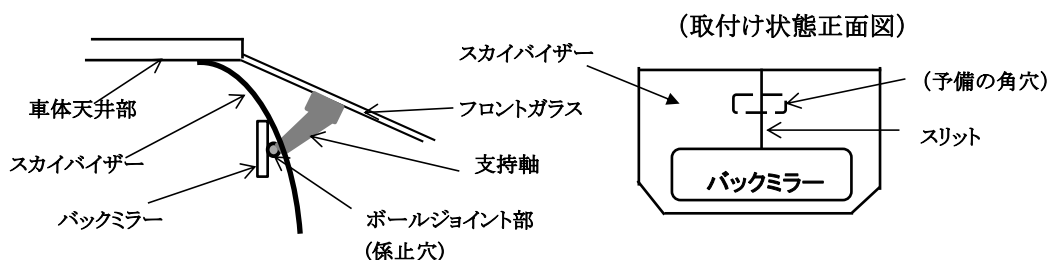 (取付け状態正面図)
スカイバイザー
車体天井部
フロントガラス
(予備の角穴)
スリット
スカイバイザー
支持軸
バックミラー
バックミラー
ボールジョイント部
(係止穴)